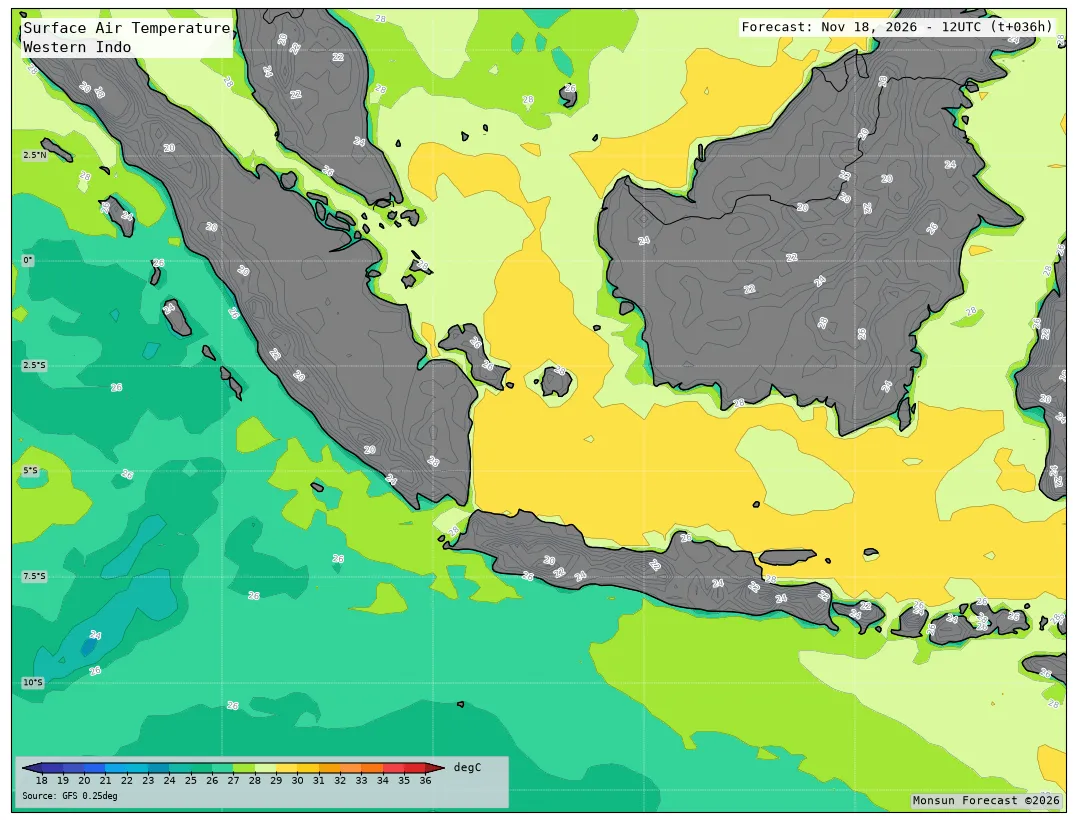 Surface Air Temperature
Western Indo
Forecast: Nov 18, 2026 - 12UTC (t+036h)
2.5°N
0°
2.5°S
5°S
7.5°S
10°S
18 19 20 21 22 23 24 25 26 27 28 29 30 31 32 33 34 35 36 degC
Source: GFS 0.25deg
Monsun Forecast ©2026